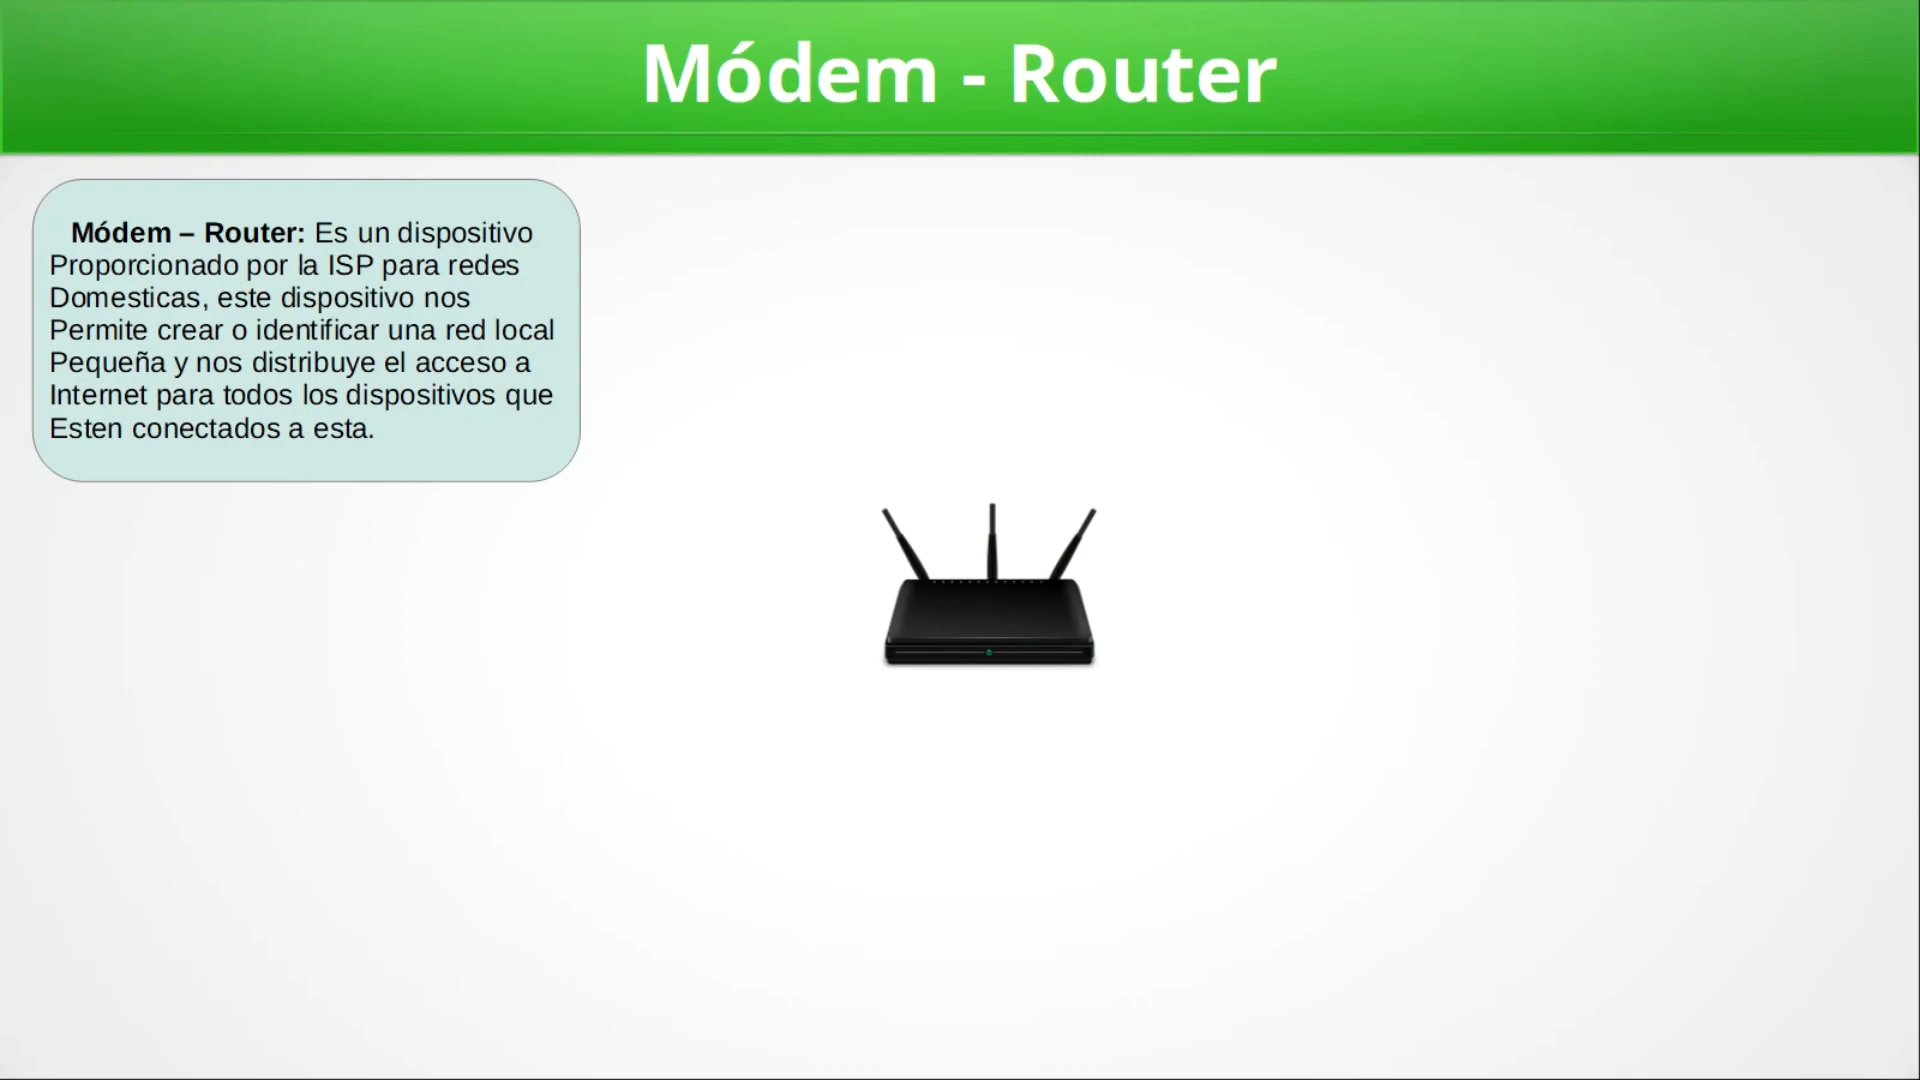 Módem - Router
Módem – Router: Es un dispositivo
Proporcionado por la ISP para redes
Domesticas, este dispositivo nos
Permite crear o identificar una red local
Pequeña y nos distribuye el acceso a
Internet para todos los dispositivos que
Esten conectados a esta.